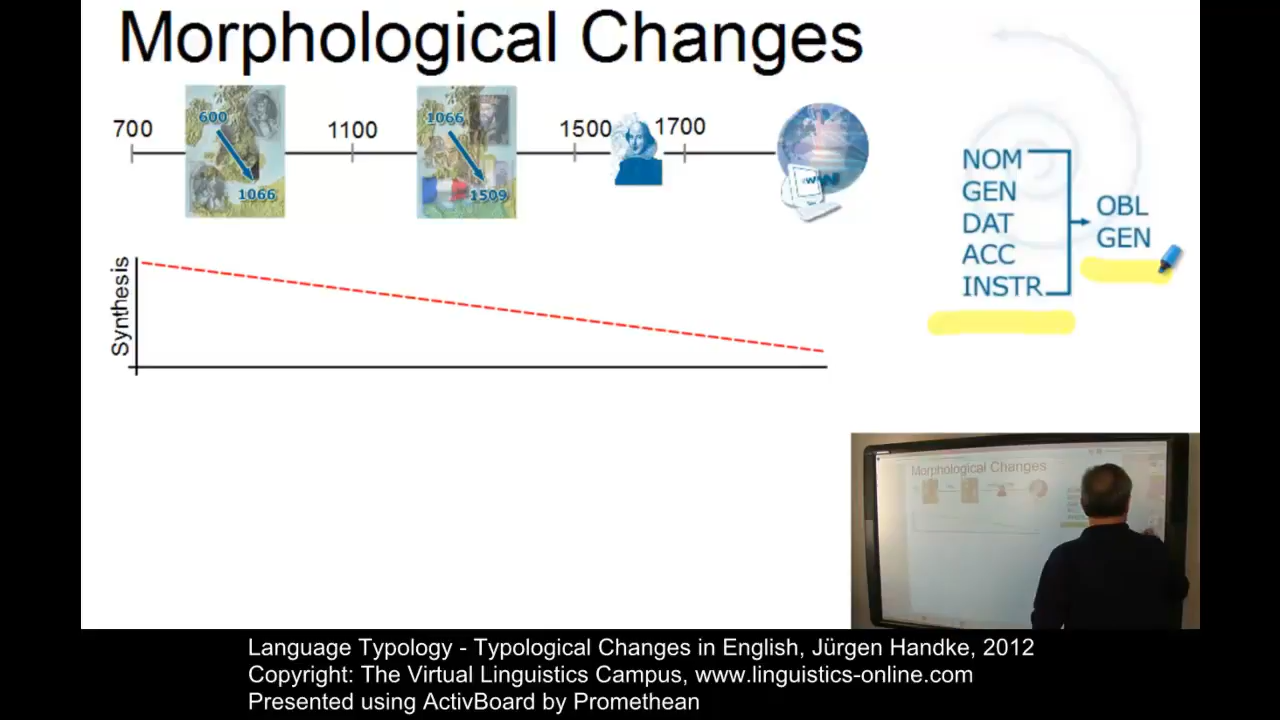 Morphological Changes
700
600
1066
1100
1066
1509
1500
1700
www
Synthesis
NOM
GEN
DAT
ACC
INSTR
OBL
GEN
Morphological Changes
Language Typology - Typological Changes in English, Jürgen Handke, 2012
Copyright: The Virtual Linguistics Campus, www.linguistics-online.com
Presented using ActivBoard by Promethean